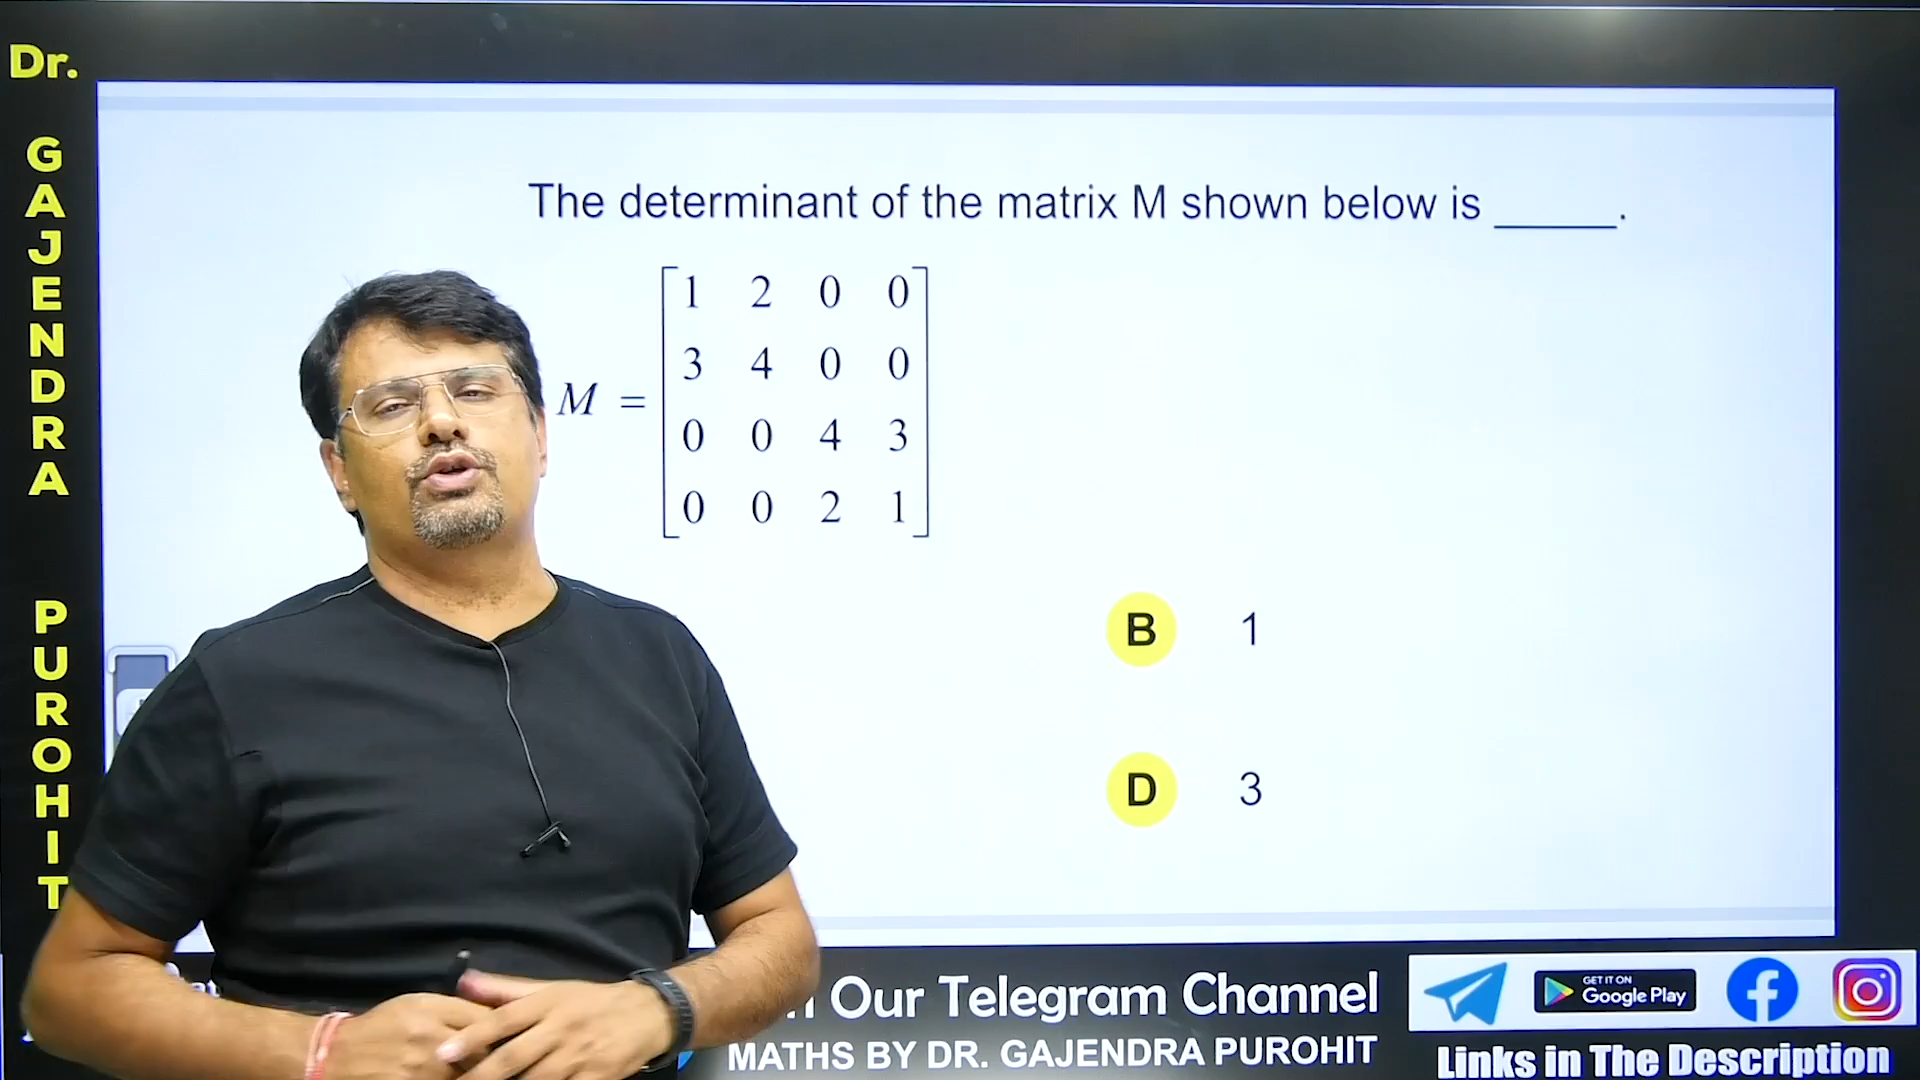 Dr.
GAJENDRA
PUROHIT
The determinant of the matrix M shown below is ______.
M =
1 2 0 0
3 4 0 0
0 0 4 3
0 0 2 1
B 1
D 3
Our Telegram Channel
MATHS BY DR. GAJENDRA PUROHIT
GET IT ON
Google Play
Links in The Description